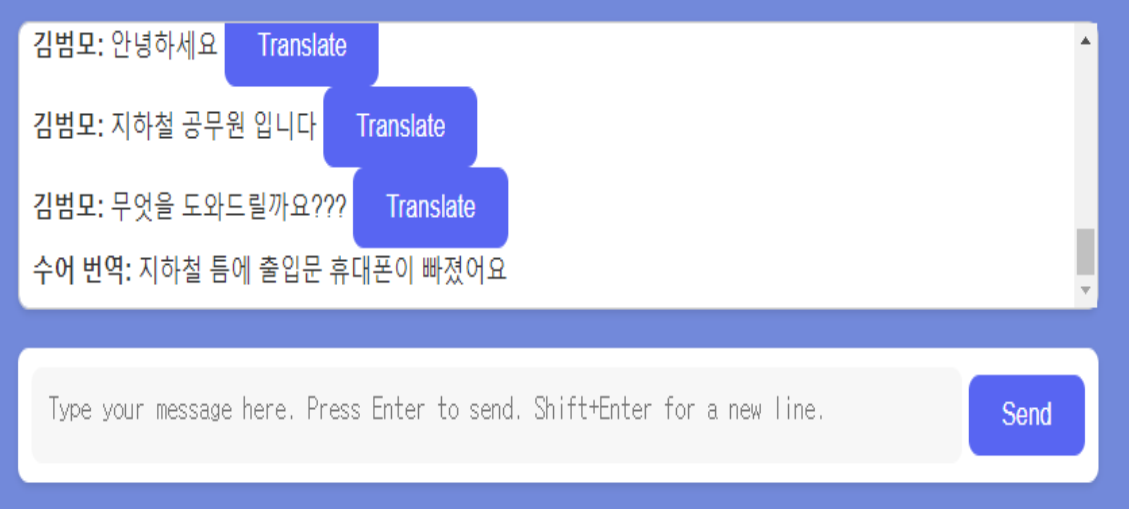 김범모: 안녕하세요 Translate
김범모: 지하철 공무원 입니다 Translate
김범모: 무엇을 도와드릴까요??? Translate
수어 번역: 지하철 틈에 출입문 휴대폰이 빠졌어요
Type your message here. Press Enter to send. Shift+Enter for a new line. Send